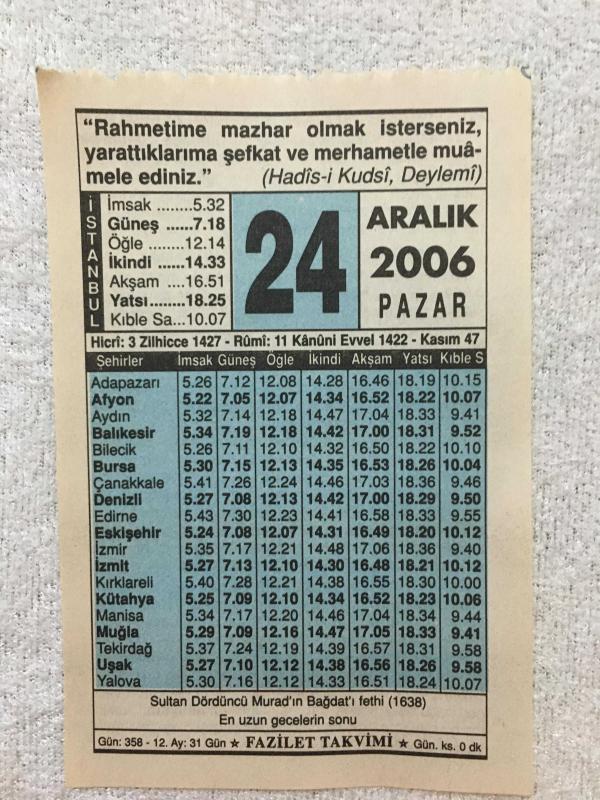 “Rahmetime mazhar olmak isterseniz,
yarattıklarıma şefkat ve merhametle muâ-
mele ediniz.” (Hadîs-i Kudsî, Deylemî)
İSTANBUL
İmsak ........5.32
Güneş ......7.18
Öğle ........12.14
İkindi ......14.33
Akşam ....16.51
Yatsı........18.25
Kıble Sa...10.07
24
ARALIK
2006
PAZAR
Hicrî: 3 Zilhicce 1427 - Rûmî: 11 Kânûni Evvel 1422 - Kasım 47
Şehirler İmsak Güneş Öğle İkindi Akşam Yatsı Kıble S
Adapazarı 5.26 7.12 12.08 14.28 16.46 18.19 10.15
Afyon 5.22 7.05 12.07 14.34 16.52 18.22 10.07
Aydın 5.32 7.14 12.18 14.47 17.04 18.33 9.41
Balıkesir 5.34 7.19 12.18 14.42 17.00 18.31 9.52
Bilecik 5.26 7.11 12.10 14.32 16.50 18.22 10.10
Bursa 5.30 7.15 12.13 14.35 16.53 18.26 10.04
Çanakkale 5.41 7.26 12.24 14.46 17.03 18.36 9.46
Denizli 5.27 7.08 12.13 14.42 17.00 18.29 9.50
Edirne 5.43 7.30 12.23 14.41 16.58 18.33 9.55
Eskişehir 5.24 7.08 12.07 14.31 16.49 18.20 10.12
İzmir 5.35 7.17 12.21 14.48 17.06 18.36 9.40
İzmit 5.27 7.13 12.10 14.30 16.48 18.21 10.12
Kırklareli 5.40 7.28 12.21 14.38 16.55 18.30 10.00
Kütahya 5.25 7.09 12.10 14.34 16.52 18.23 10.06
Manisa 5.34 7.17 12.20 14.46 17.04 18.34 9.44
Muğla 5.29 7.09 12.16 14.47 17.05 18.33 9.41
Tekirdağ 5.37 7.24 12.19 14.39 16.57 18.31 9.58
Uşak 5.27 7.10 12.12 14.38 16.56 18.26 9.58
Yalova 5.30 7.16 12.12 14.33 16.51 18.24 10.07
Sultan Dördüncü Murad’ın Bağdat’ı fethi (1638)
En uzun gecelerin sonu
Gün: 358 - 12. Ay: 31 Gün ★ FAZİLET TAKVİMİ ★ Gün. ks. 0 dk